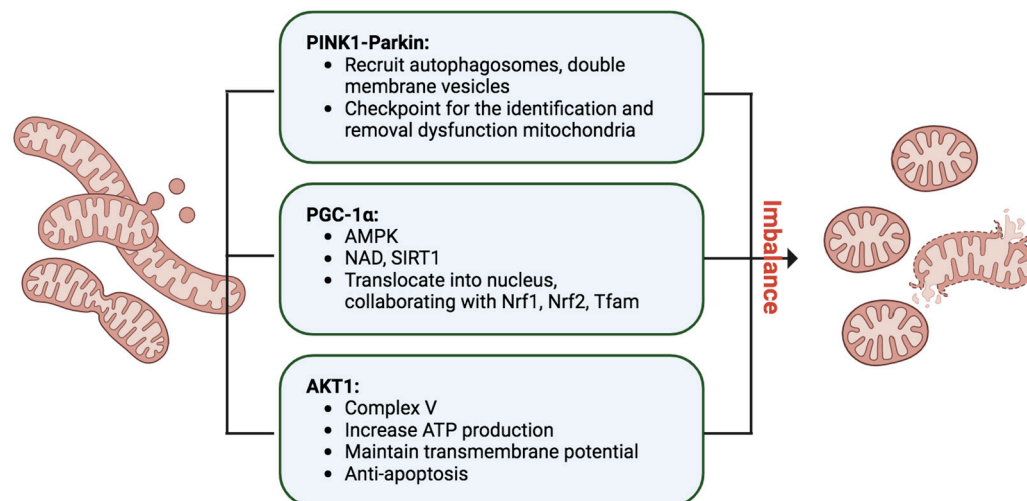 PINK1-Parkin:
• Recruit autophagosomes, double
membrane vesicles
• Checkpoint for the identification and
removal dysfunction mitochondria
PGC-1α:
• AMPK
• NAD, SIRT1
• Translocate into nucleus,
collaborating with Nrf1, Nrf2, Tfam
AKT1:
• Complex V
• Increase ATP production
• Maintain transmembrane potential
• Anti-apoptosis
Imbalance